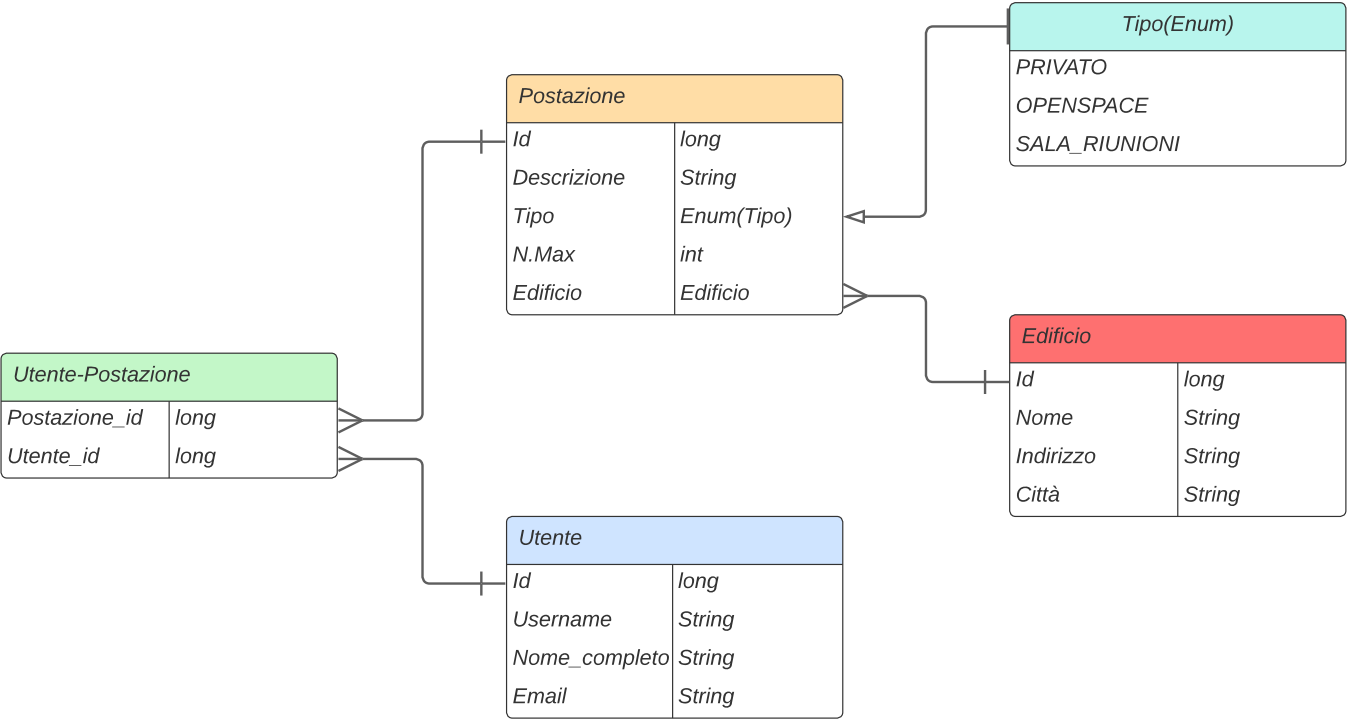 Tipo(Enum)
PRIVATO
OPENSPACE
SALA_RIUNIONI
Postazione
Id long
Descrizione String
Tipo Enum(Tipo)
N.Max int
Edificio Edificio
Edificio
Id long
Nome String
Indirizzo String
Città String
Utente-Postazione
Postazione_id long
Utente_id long
Utente
Id long
Username String
Nome_completo String
Email String